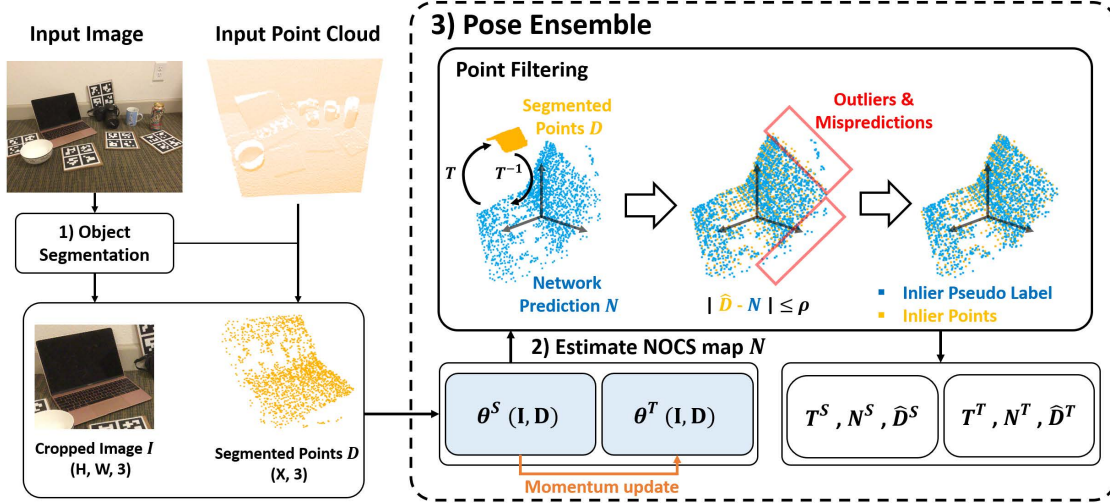 Input Image
Input Point Cloud
1) Object
Segmentation
Cropped Image I
(H, W, 3)
Segmented Points D
(X, 3)
3) Pose Ensemble
Point Filtering
Segmented
Points D
T
T⁻¹
Network
Prediction N
Outliers &
Mispredictions
| D̂ - N | ≤ ρ
Inlier Pseudo Label
Inlier Points
2) Estimate NOCS map N
θ^S (I, D)
θ^T (I, D)
Momentum update
T^S , N^S , D̂^S
T^T , N^T , D̂^T